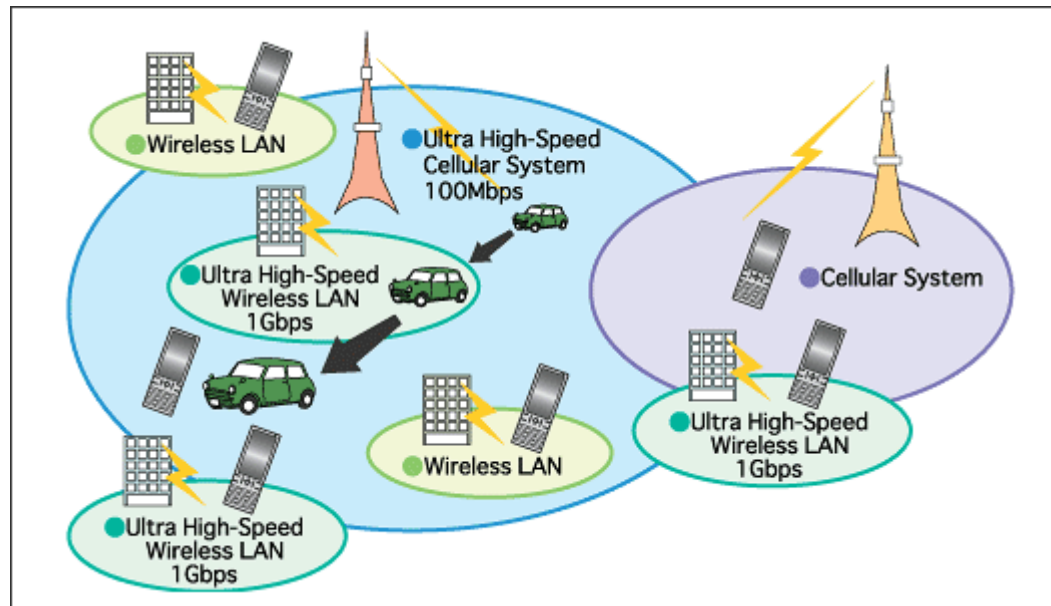 Wireless LAN
Ultra High-Speed
Cellular System
100Mbps
Ultra High-Speed
Wireless LAN
1Gbps
Cellular System
Wireless LAN
Ultra High-Speed
Wireless LAN
1Gbps
Ultra High-Speed
Wireless LAN
1Gbps